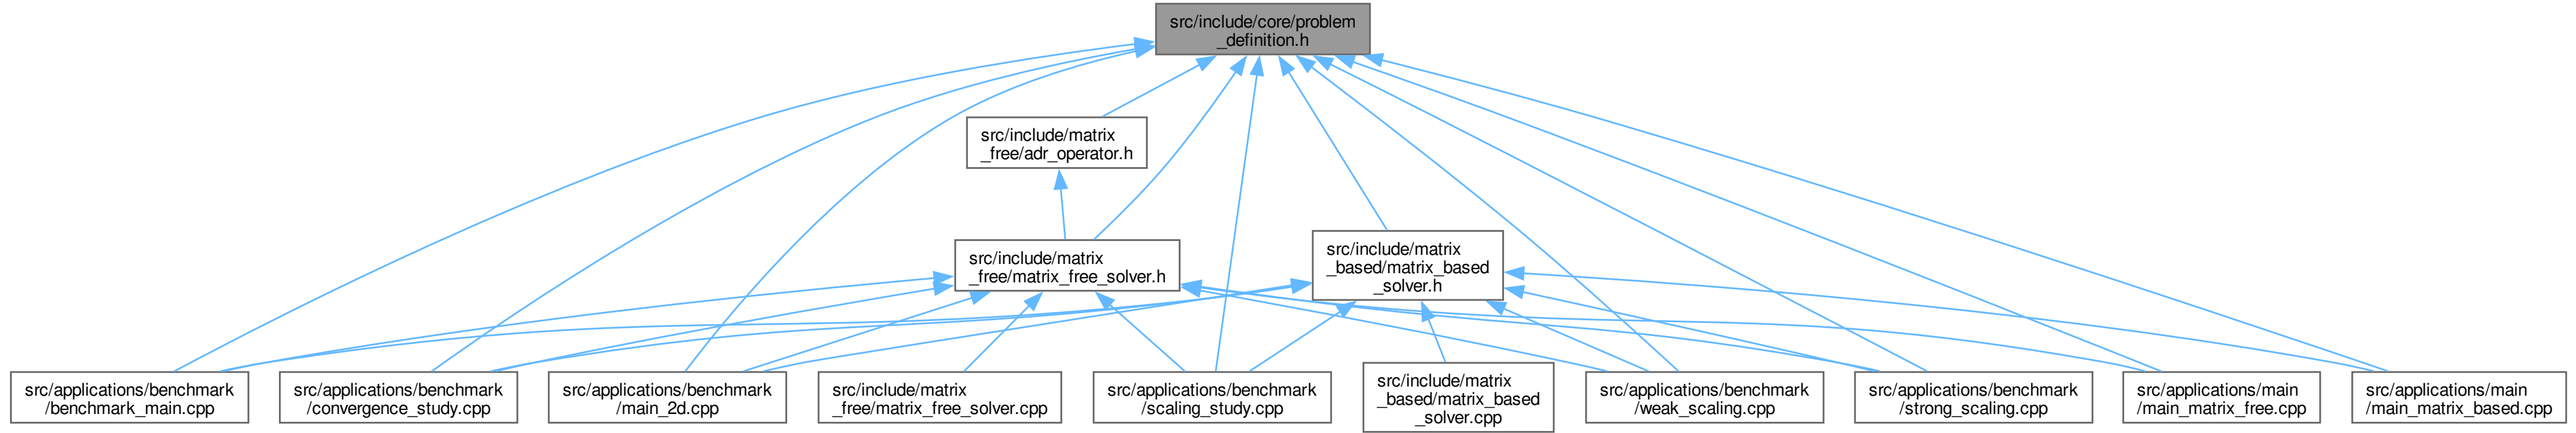 src/include/core/problem
_definition.h
src/include/matrix
_free/adr_operator.h
src/include/matrix
_free/matrix_free_solver.h
src/include/matrix
_based/matrix_based
_solver.h
src/applications/benchmark
/benchmark_main.cpp
src/applications/benchmark
/convergence_study.cpp
src/applications/benchmark
/main_2d.cpp
src/include/matrix
_free/matrix_free_solver.cpp
src/applications/benchmark
/scaling_study.cpp
src/include/matrix
_based/matrix_based
_solver.cpp
src/applications/benchmark
/weak_scaling.cpp
src/applications/benchmark
/strong_scaling.cpp
src/applications/main
/main_matrix_free.cpp
src/applications/main
/main_matrix_based.cpp